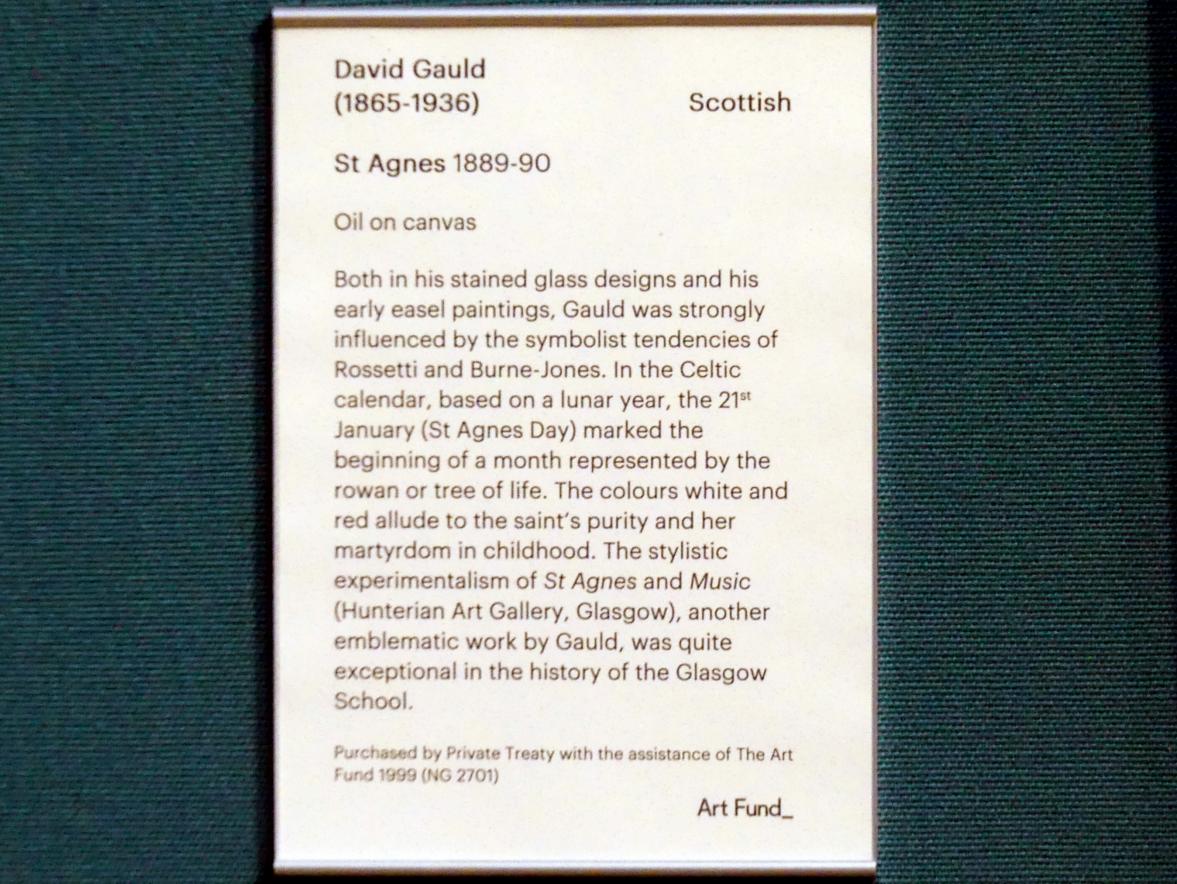 David Gauld
(1865-1936) Scottish
St Agnes 1889-90
Oil on canvas
Both in his stained glass designs and his
early easel paintings, Gauld was strongly
influenced by the symbolist tendencies of
Rossetti and Burne-Jones. In the Celtic
calendar, based on a lunar year, the 21st
January (St Agnes Day) marked the
beginning of a month represented by the
rowan or tree of life. The colours white and
red allude to the saint's purity and her
martyrdom in childhood. The stylistic
experimentalism of St Agnes and Music
(Hunterian Art Gallery, Glasgow), another
emblematic work by Gauld, was quite
exceptional in the history of the Glasgow
School.
Purchased by Private Treaty with the assistance of The Art
Fund 1999 (NG 2701)
Art Fund_